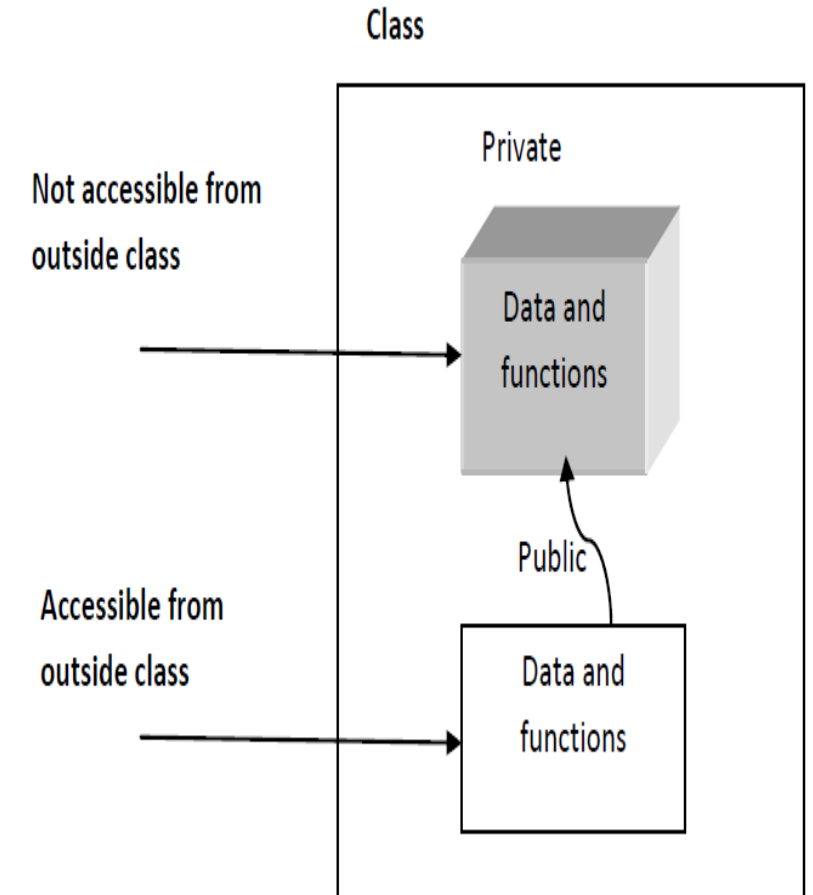 Class
Private
Not accessible from
outside class
Data and
functions
Public
Accessible from
outside class
Data and
functions